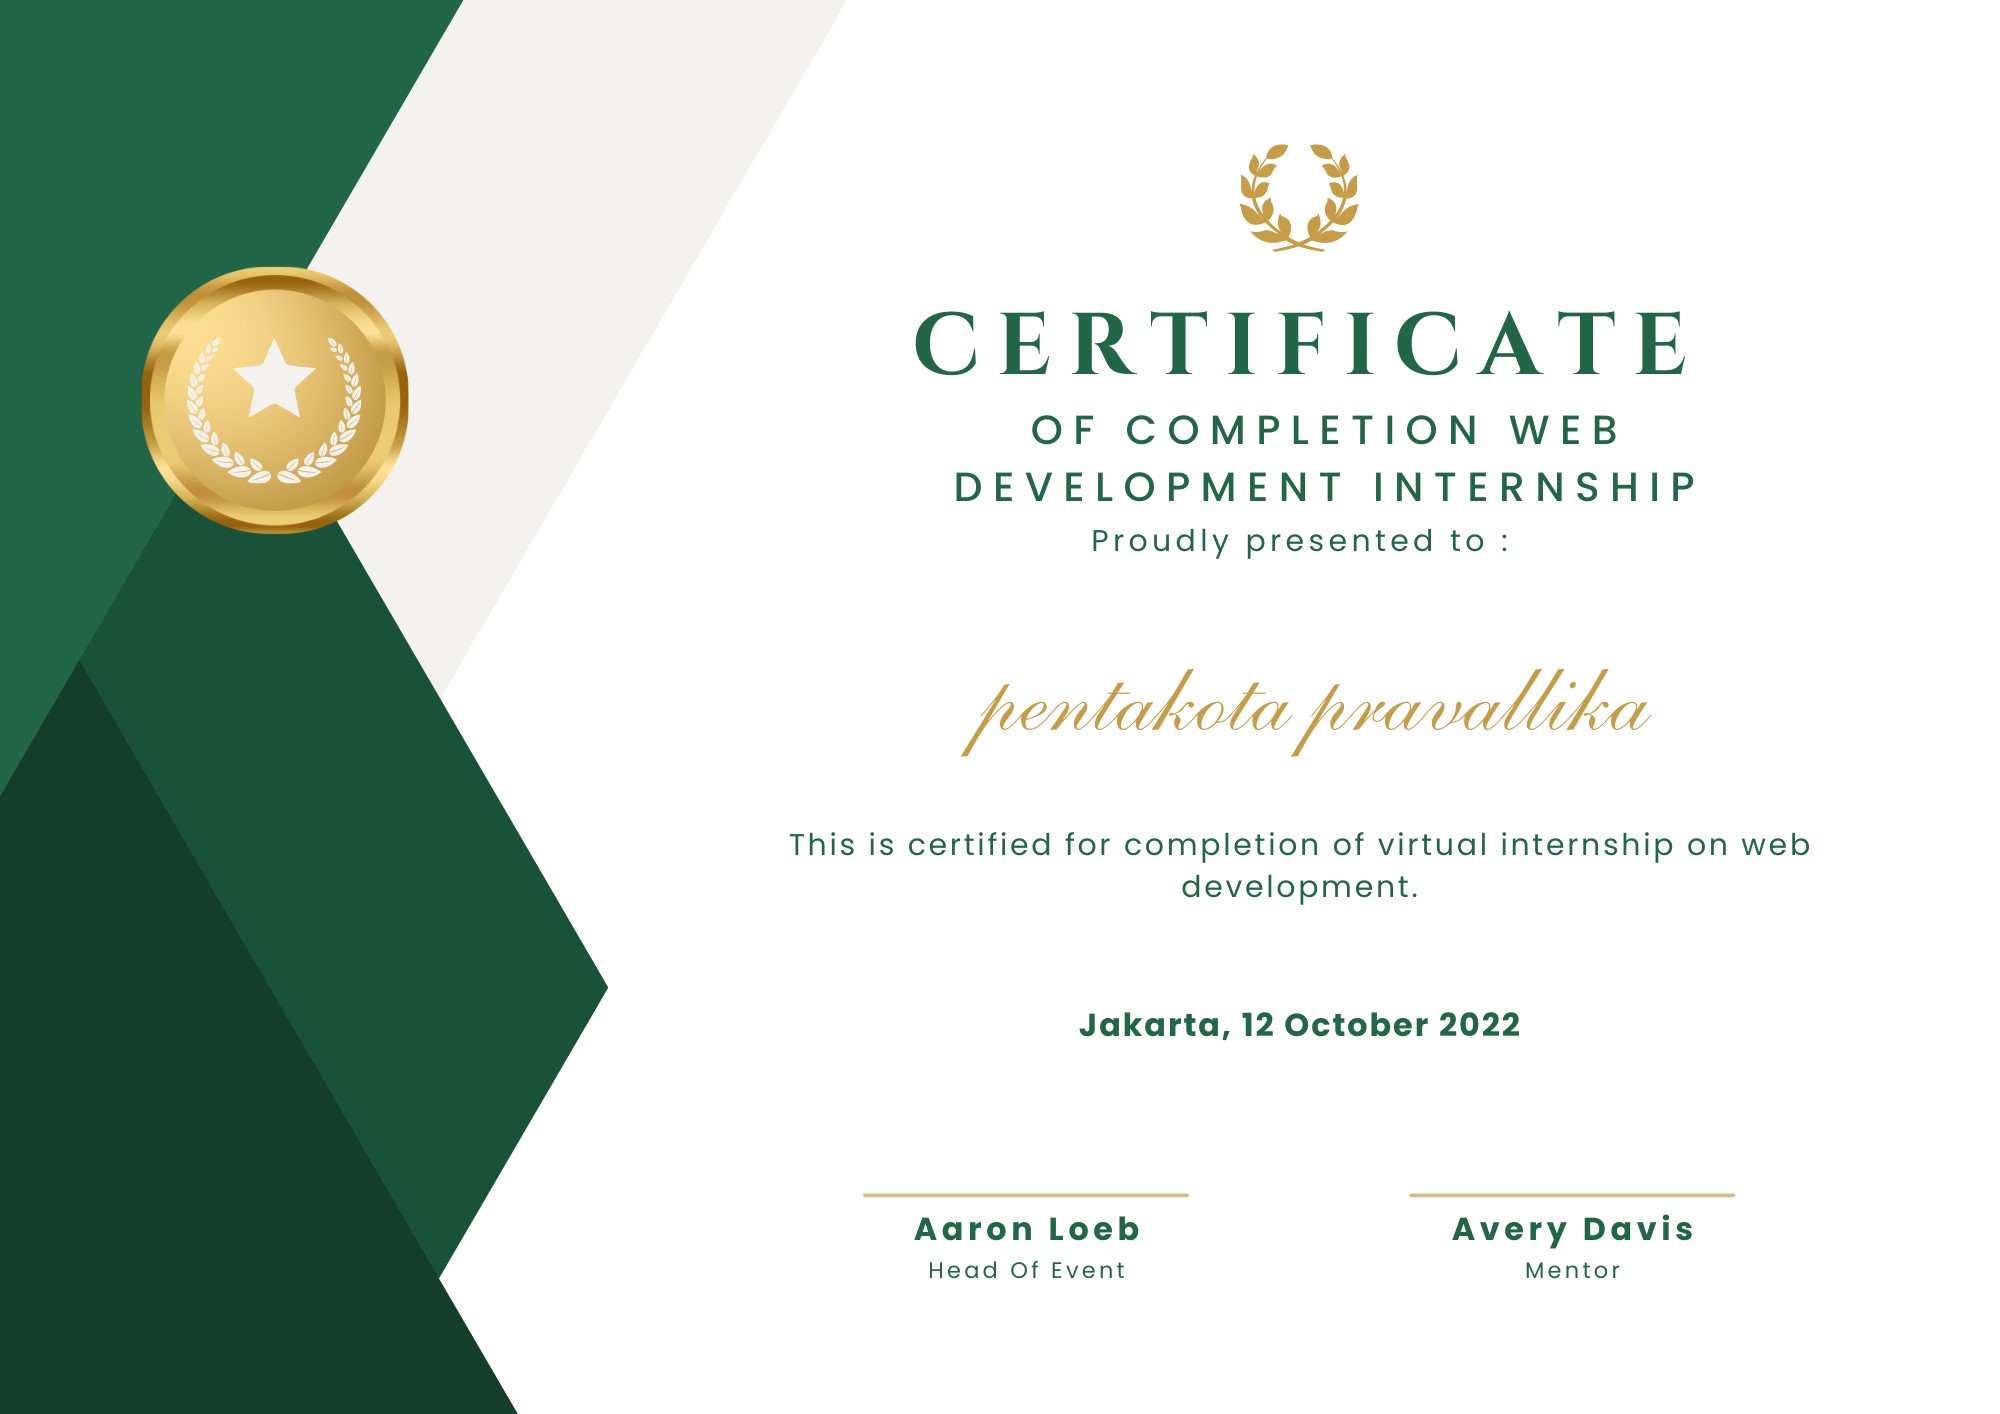 CERTIFICATE
OF COMPLETION WEB
DEVELOPMENT INTERNSHIP
Proudly presented to :
pentakota pravallika
This is certified for completion of virtual internship on web
development.
Jakarta, 12 October 2022
Aaron Loeb
Head Of Event
Avery Davis
Mentor